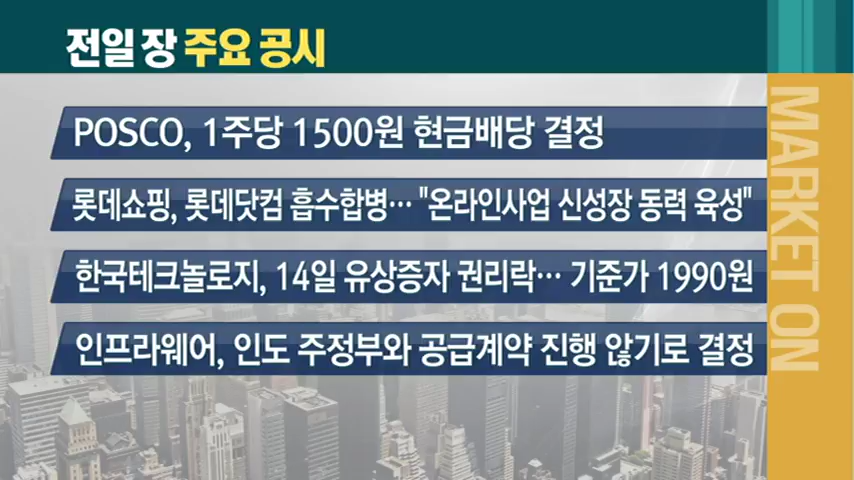 전일 장 주요 공시
POSCO, 1주당 1500원 현금배당 결정
롯데쇼핑, 롯데닷컴 흡수합병… "온라인사업 신성장 동력 육성"
한국테크놀로지, 14일 유상증자 권리락… 기준가 1990원
인프라웨어, 인도 주정부와 공급계약 진행 않기로 결정
MARKET ON